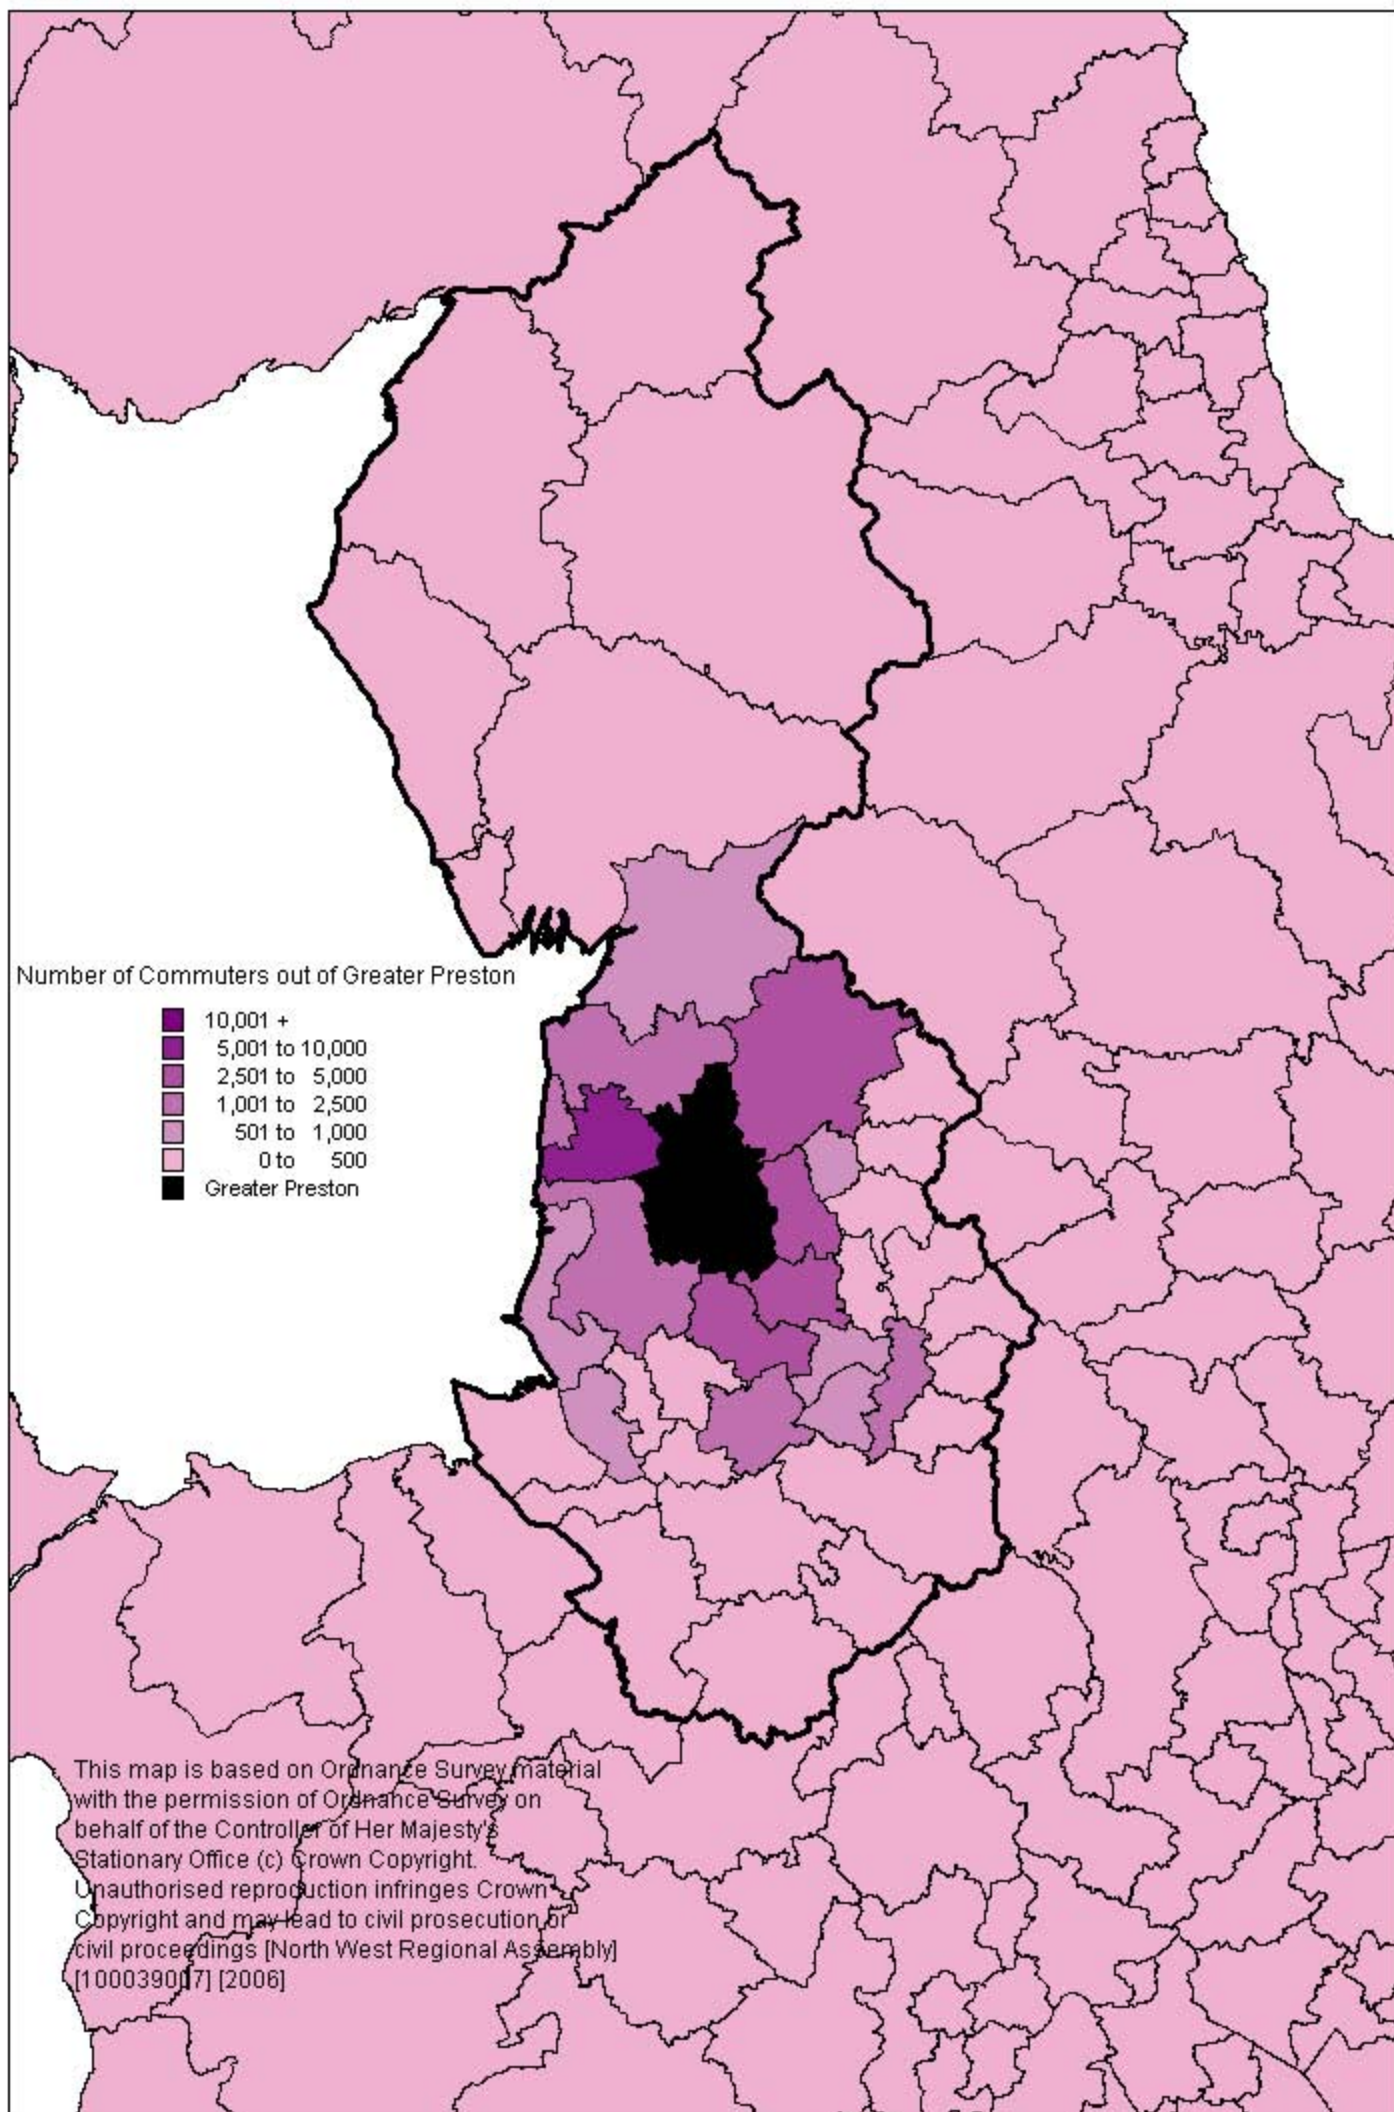 Number of Commuters out of Greater Preston
10,001 +
5,001 to 10,000
2,501 to 5,000
1,001 to 2,500
501 to 1,000
0 to 500
Greater Preston
This map is based on Ordnance Survey material
with the permission of Ordnance Survey on
behalf of the Controller of Her Majesty's
Stationary Office (c) Crown Copyright.
Unauthorised reproduction infringes Crown
Copyright and may lead to civil prosecution or
civil proceedings [North West Regional Assembly]
[100039007] [2006]